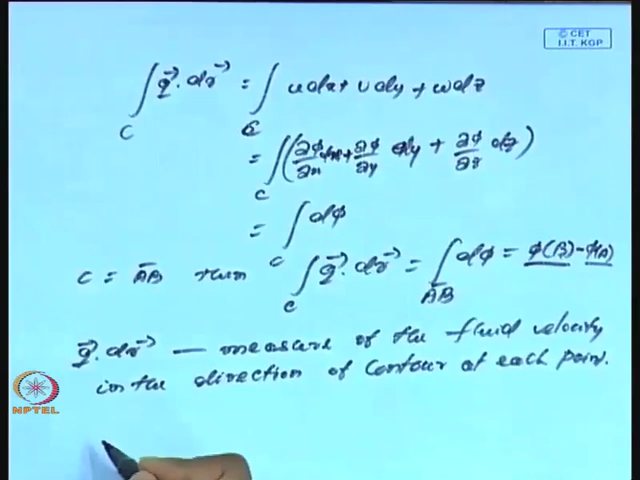 © CET
I.I.T. KGP
∫_C q⃗ . dr⃗ = ∫_C udx + vdy + wdz
= ∫_C (∂φ/∂x dx + ∂φ/∂y dy + ∂φ/∂z dz)
= ∫_C dφ
C = AB then ∫_C q⃗ . dr⃗ = ∫_AB dφ = φ(B) - φ(A)
q⃗ . dr⃗ — measure of the fluid velocity
in the direction of contour at each point.
NPTEL